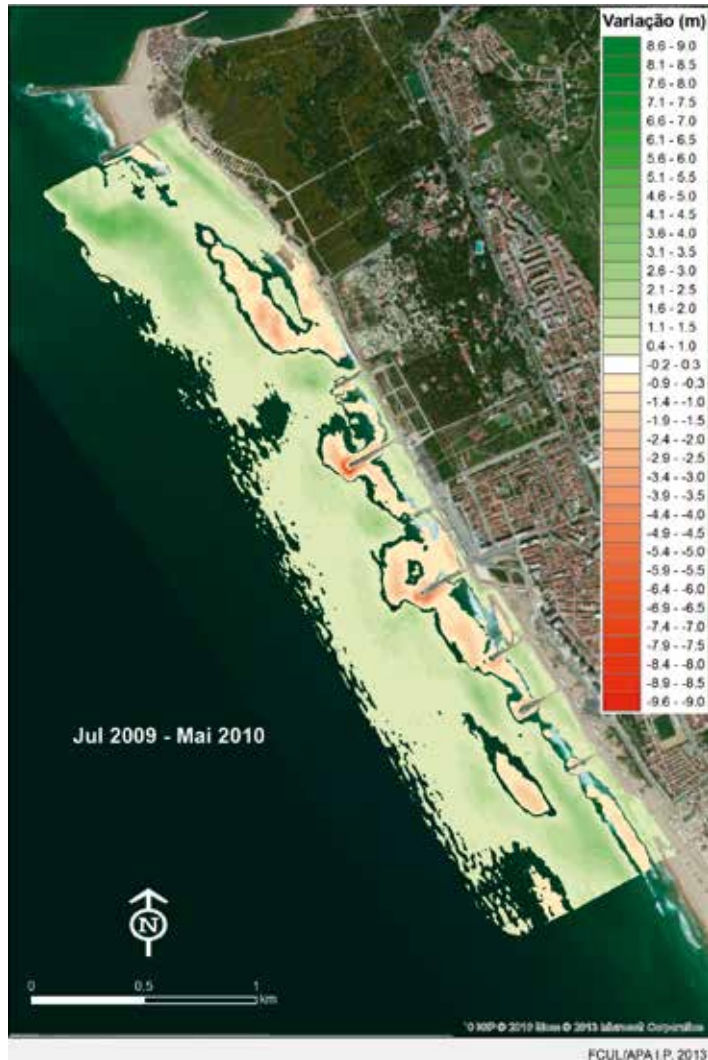 Variação (m)
8.6 - 9.0
8.1 - 8.5
7.6 - 8.0
7.1 - 7.5
6.6 - 7.0
6.1 - 6.5
5.6 - 6.0
5.1 - 5.5
4.6 - 5.0
4.1 - 4.5
3.6 - 4.0
3.1 - 3.5
2.6 - 3.0
2.1 - 2.5
1.6 - 2.0
1.1 - 1.5
0.4 - 1.0
-0.2 - 0.3
-0.9 - -0.3
-1.4 - -1.0
-1.9 - -1.5
-2.4 - -2.0
-2.9 - -2.5
-3.4 - -3.0
-3.9 - -3.5
-4.4 - -4.0
-4.9 - -4.5
-5.4 - -5.0
-5.9 - -5.5
-6.4 - -6.0
-6.9 - -6.5
-7.4 - -7.0
-7.9 - -7.5
-8.4 - -8.0
-8.9 - -8.5
-9.6 - -9.0
Jul 2009 - Mai 2010
N
0 0.5 1
km
© 2010 © 2013 Microsoft Corporation
FCUL/APA I.P. 2013